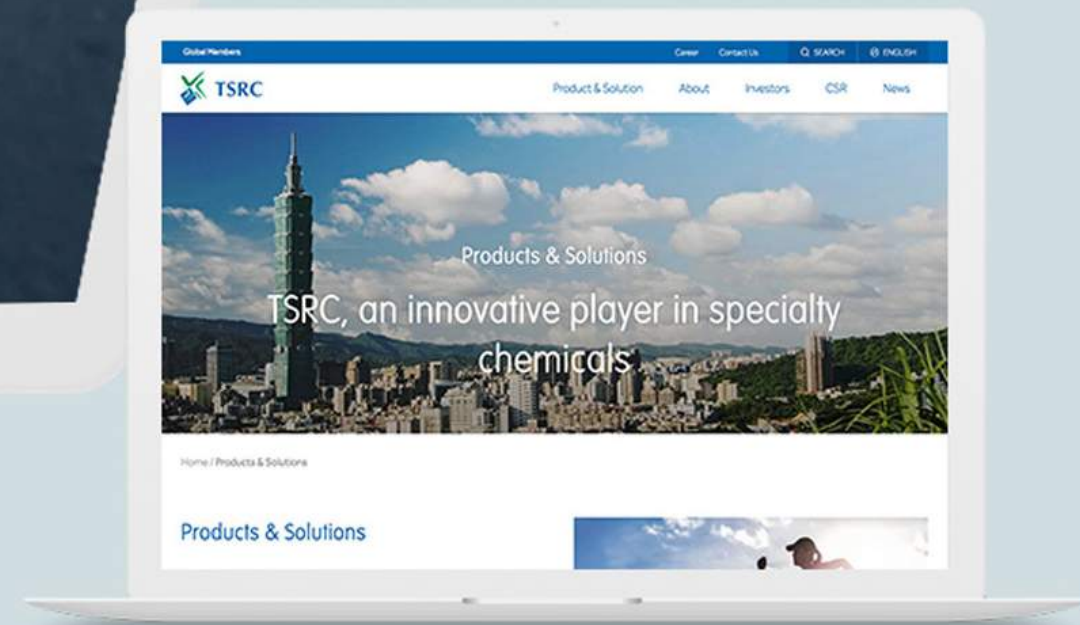 Global Members
Career
Contact Us
SEARCH
ENGLISH
TSRC
Product & Solution
About
Investors
CSR
News
Products & Solutions
TSRC, an innovative player in specialty
chemicals
Home / Products & Solutions
Products & Solutions